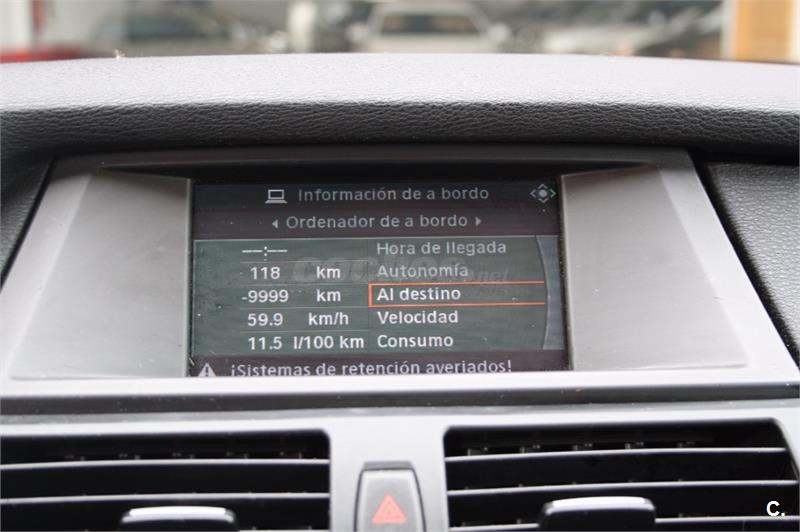 Información de a bordo
Ordenador de a bordo
--:-- Hora de llegada
118 km Autonomía
-9999 km Al destino
59.9 km/h Velocidad
11.5 l/100 km Consumo
¡Sistemas de retención averiados!
C.